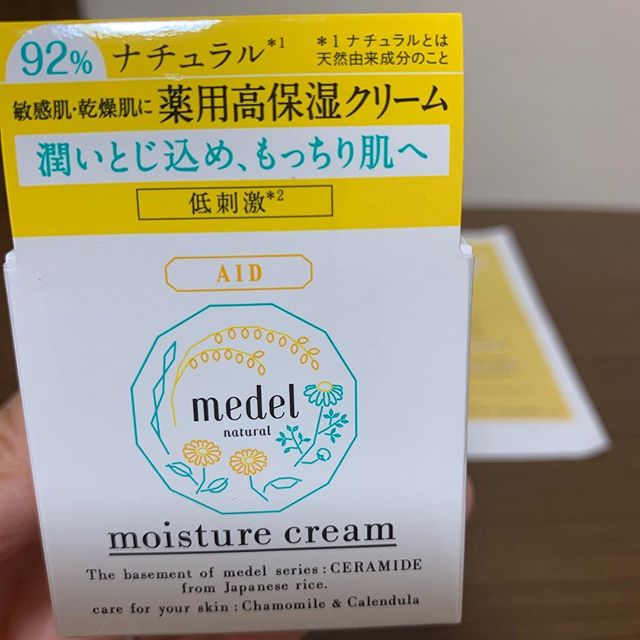 92% ナチュラル*1
*1 ナチュラルとは
天然由来成分のこと
敏感肌・乾燥肌に 薬用高保湿クリーム
潤いとじ込め、もっちり肌へ
低刺激*2
AID
medel
natural
moisture cream
The basement of medel series : CERAMIDE
from Japanese rice.
care for your skin : Chamomile & Calendula